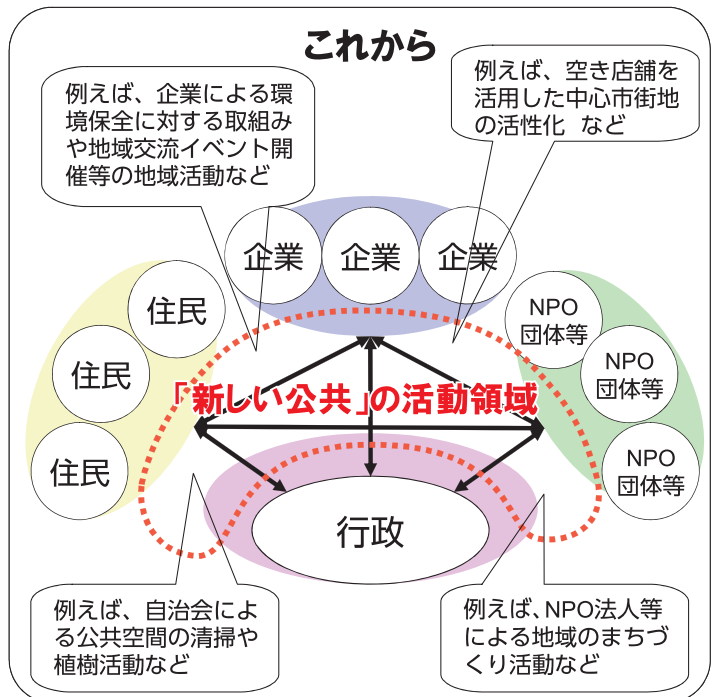 これから
例えば、企業による環
境保全に対する取組み
や地域交流イベント開
催等の地域活動など
例えば、空き店舗を
活用した中心市街地
の活性化 など
企業
企業
企業
住民
住民
住民
NPO
団体等
NPO
団体等
NPO
団体等
「新しい公共」の活動領域
行政
例えば、自治会によ
る公共空間の清掃や
植樹活動など
例えば、NPO法人等
による地域のまちづ
くり活動など